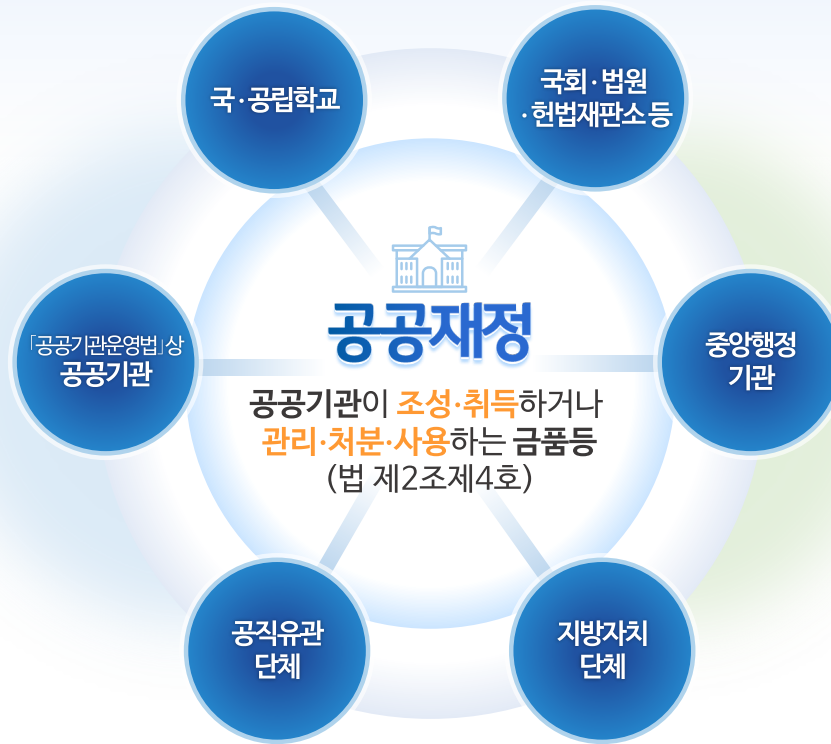 국·공립학교
국회·법원
·헌법재판소 등
「공공기관운영법」상
공공기관
공공재정
공공기관이 조성·취득하거나
관리·처분·사용하는 금품등
(법 제2조제4호)
중앙행정
기관
공직유관
단체
지방자치
단체